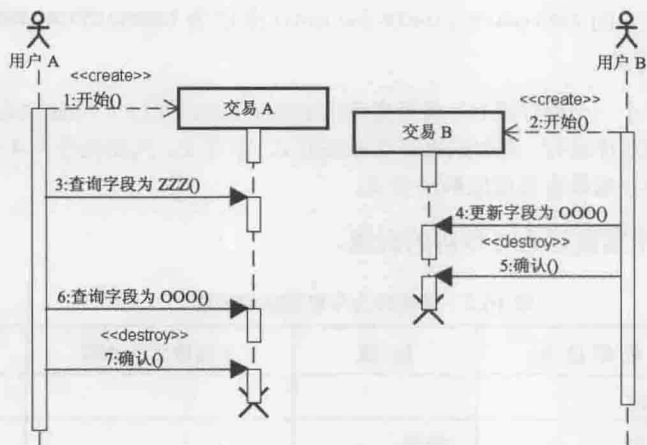 用户 A
用户 B
<<create>>
1:开始()
交易 A
<<create>>
2:开始()
交易 B
3:查询字段为 ZZZ()
4:更新字段为 OOO()
<<destroy>>
5:确认()
6:查询字段为 OOO()
<<destroy>>
7:确认()